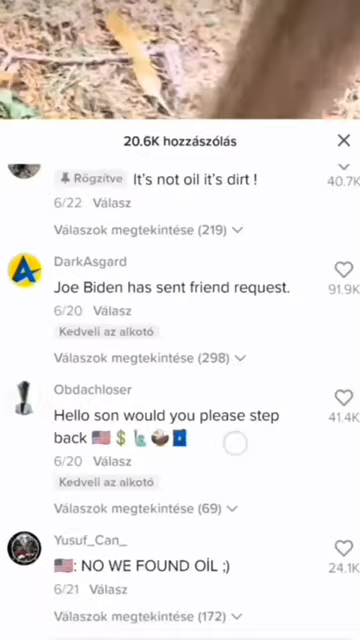 20.6K hozzászólás
Rögzítve It's not oil it's dirt !
40.7K
6/22 Válasz
Válaszok megtekintése (219)
DarkAsgard
Joe Biden has sent friend request.
91.9K
6/20 Válasz
Kedveli az alkotó
Válaszok megtekintése (298)
Obdachloser
Hello son would you please step
back 🇺🇸💲🗽
41.4K
6/20 Válasz
Kedveli az alkotó
Válaszok megtekintése (69)
Yusuf_Can_
🇺🇸: NO WE FOUND OİL ;)
24.1K
6/21 Válasz
Válaszok megtekintése (172)